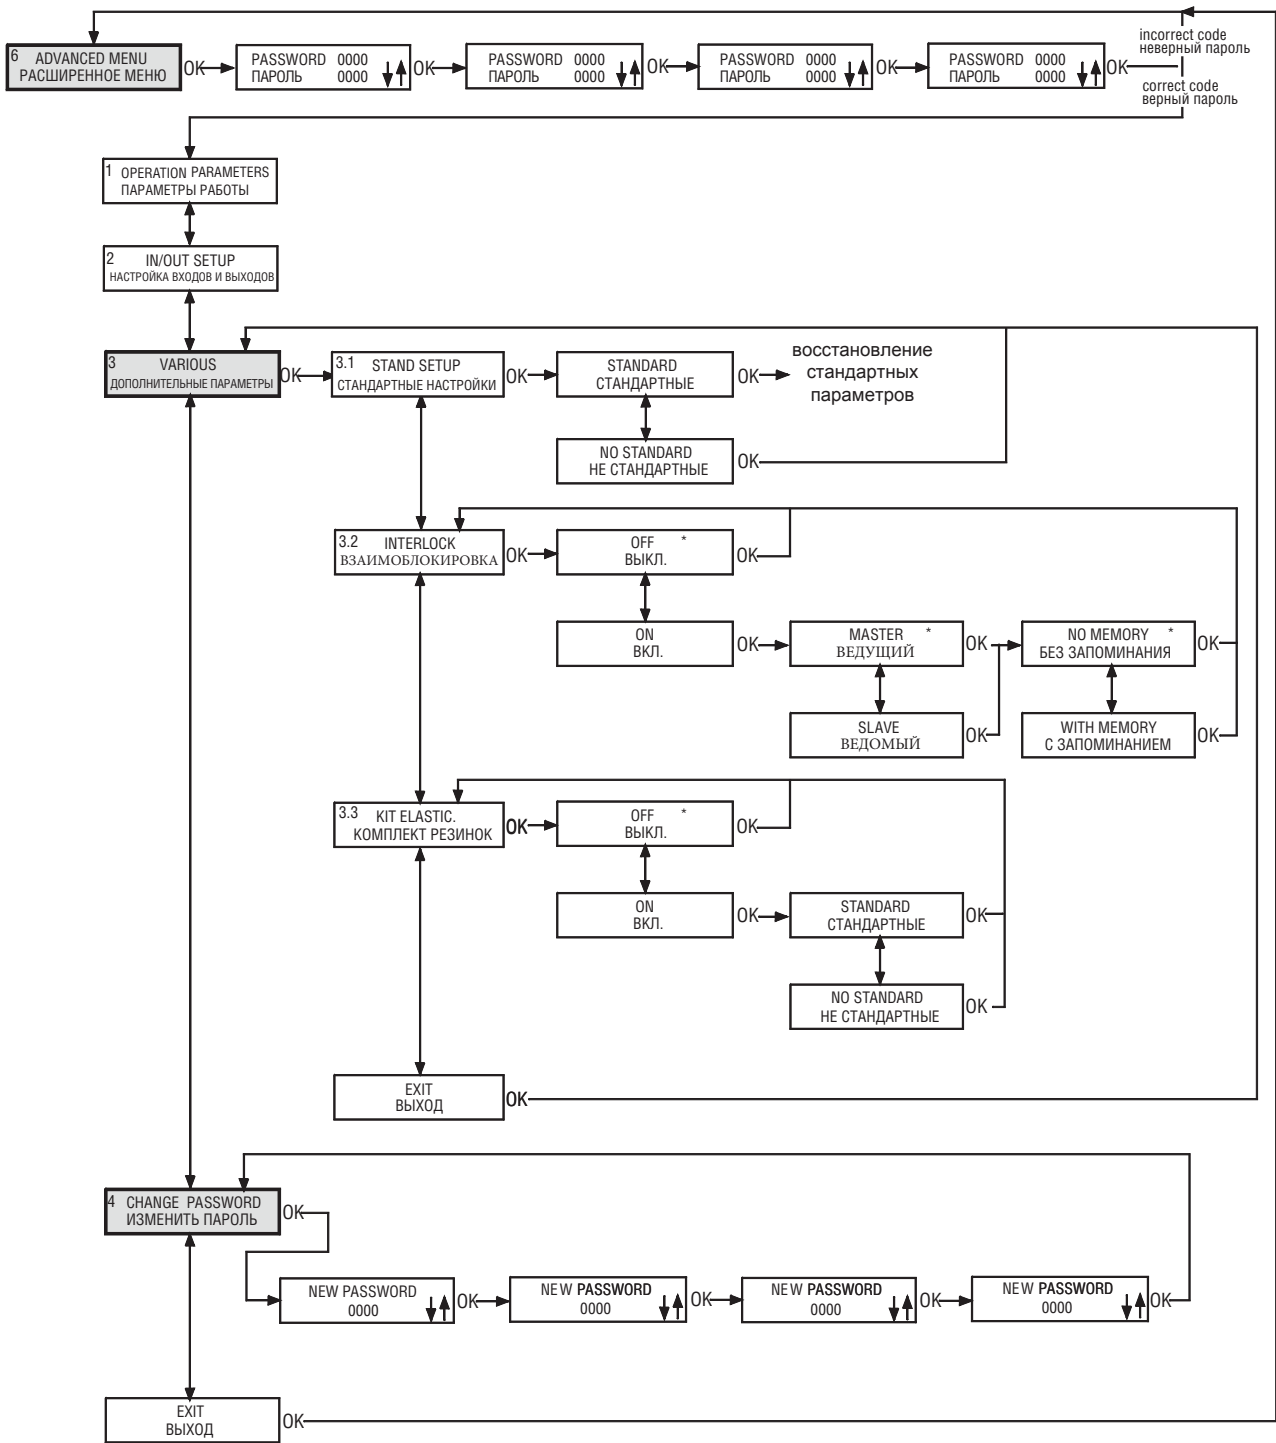 incorrect code
неверный пароль
6 ADVANCED MENU
РАСШИРЕННОЕ МЕНЮ
OK
PASSWORD 0000
ПАРОЛЬ 0000
OK
PASSWORD 0000
ПАРОЛЬ 0000
OK
PASSWORD 0000
ПАРОЛЬ 0000
OK
PASSWORD 0000
ПАРОЛЬ 0000
OK
correct code
верный пароль
1 OPERATION PARAMETERS
ПАРАМЕТРЫ РАБОТЫ
2 IN/OUT SETUP
НАСТРОЙКА ВХОДОВ И ВЫХОДОВ
3 VARIOUS
ДОПОЛНИТЕЛЬНЫЕ ПАРАМЕТРЫ
OK
3.1 STAND SETUP
СТАНДАРТНЫЕ НАСТРОЙКИ
OK
STANDARD
СТАНДАРТНЫЕ
OK
восстановление
стандартных
параметров
NO STANDARD
НЕ СТАНДАРТНЫЕ
OK
3.2 INTERLOCK
ВЗАИМОБЛОКИРОВКА
OK
OFF *
ВЫКЛ.
OK
ON
ВКЛ.
OK
MASTER *
ВЕДУЩИЙ
OK
NO MEMORY *
БЕЗ ЗАПОМИНАНИЯ
OK
SLAVE
ВЕДОМЫЙ
OK
WITH MEMORY
С ЗАПОМИНАНИЕМ
OK
3.3 KIT ELASTIC.
КОМПЛЕКТ РЕЗИНОК
OK
OFF *
ВЫКЛ.
OK
ON
ВКЛ.
OK
STANDARD
СТАНДАРТНЫЕ
OK
NO STANDARD
НЕ СТАНДАРТНЫЕ
OK
EXIT
ВЫХОД
OK
4 CHANGE PASSWORD
ИЗМЕНИТЬ ПАРОЛЬ
OK
NEW PASSWORD
0000
OK
NEW PASSWORD
0000
OK
NEW PASSWORD
0000
OK
NEW PASSWORD
0000
OK
EXIT
ВЫХОД
OK